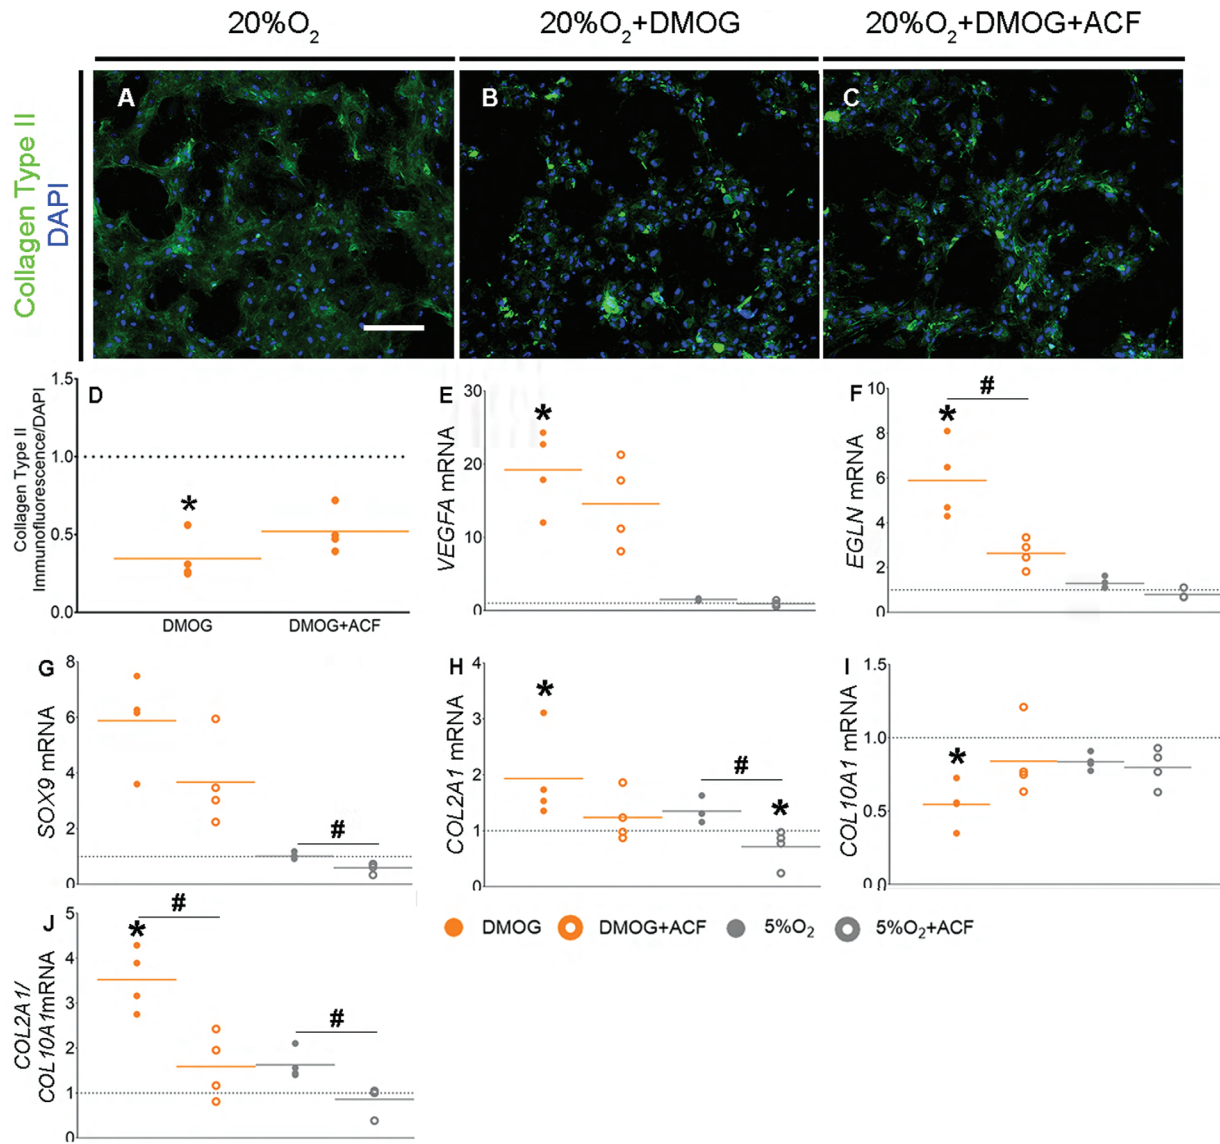 20%O₂
20%O₂+DMOG
20%O₂+DMOG+ACF
Collagen Type II
DAPI
A
B
C
D
Collagen Type II
Immunofluorescence/DAPI
1.5
1.0
0.5
0.0
*
DMOG
DMOG+ACF
E
VEGFA mRNA
30
20
10
0
*
F
EGLN mRNA
10
8
6
4
2
0
*
#
G
SOX9 mRNA
8
6
4
2
0
#
H
COL2A1 mRNA
4
3
2
1
0
*
#
*
I
COL10A1 mRNA
1.5
1.0
0.5
0.0
*
J
COL2A1/
COL10A1mRNA
5
4
3
2
1
0
*
#
#
DMOG
DMOG+ACF
5%O₂
5%O₂+ACF